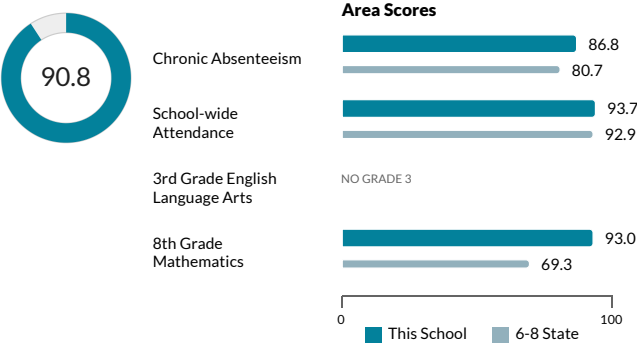 Area Scores
90.8
Chronic Absenteeism
86.8
80.7
School-wide
Attendance
93.7
92.9
3rd Grade English
Language Arts
NO GRADE 3
8th Grade
Mathematics
93.0
69.3
0
100
This School
6-8 State